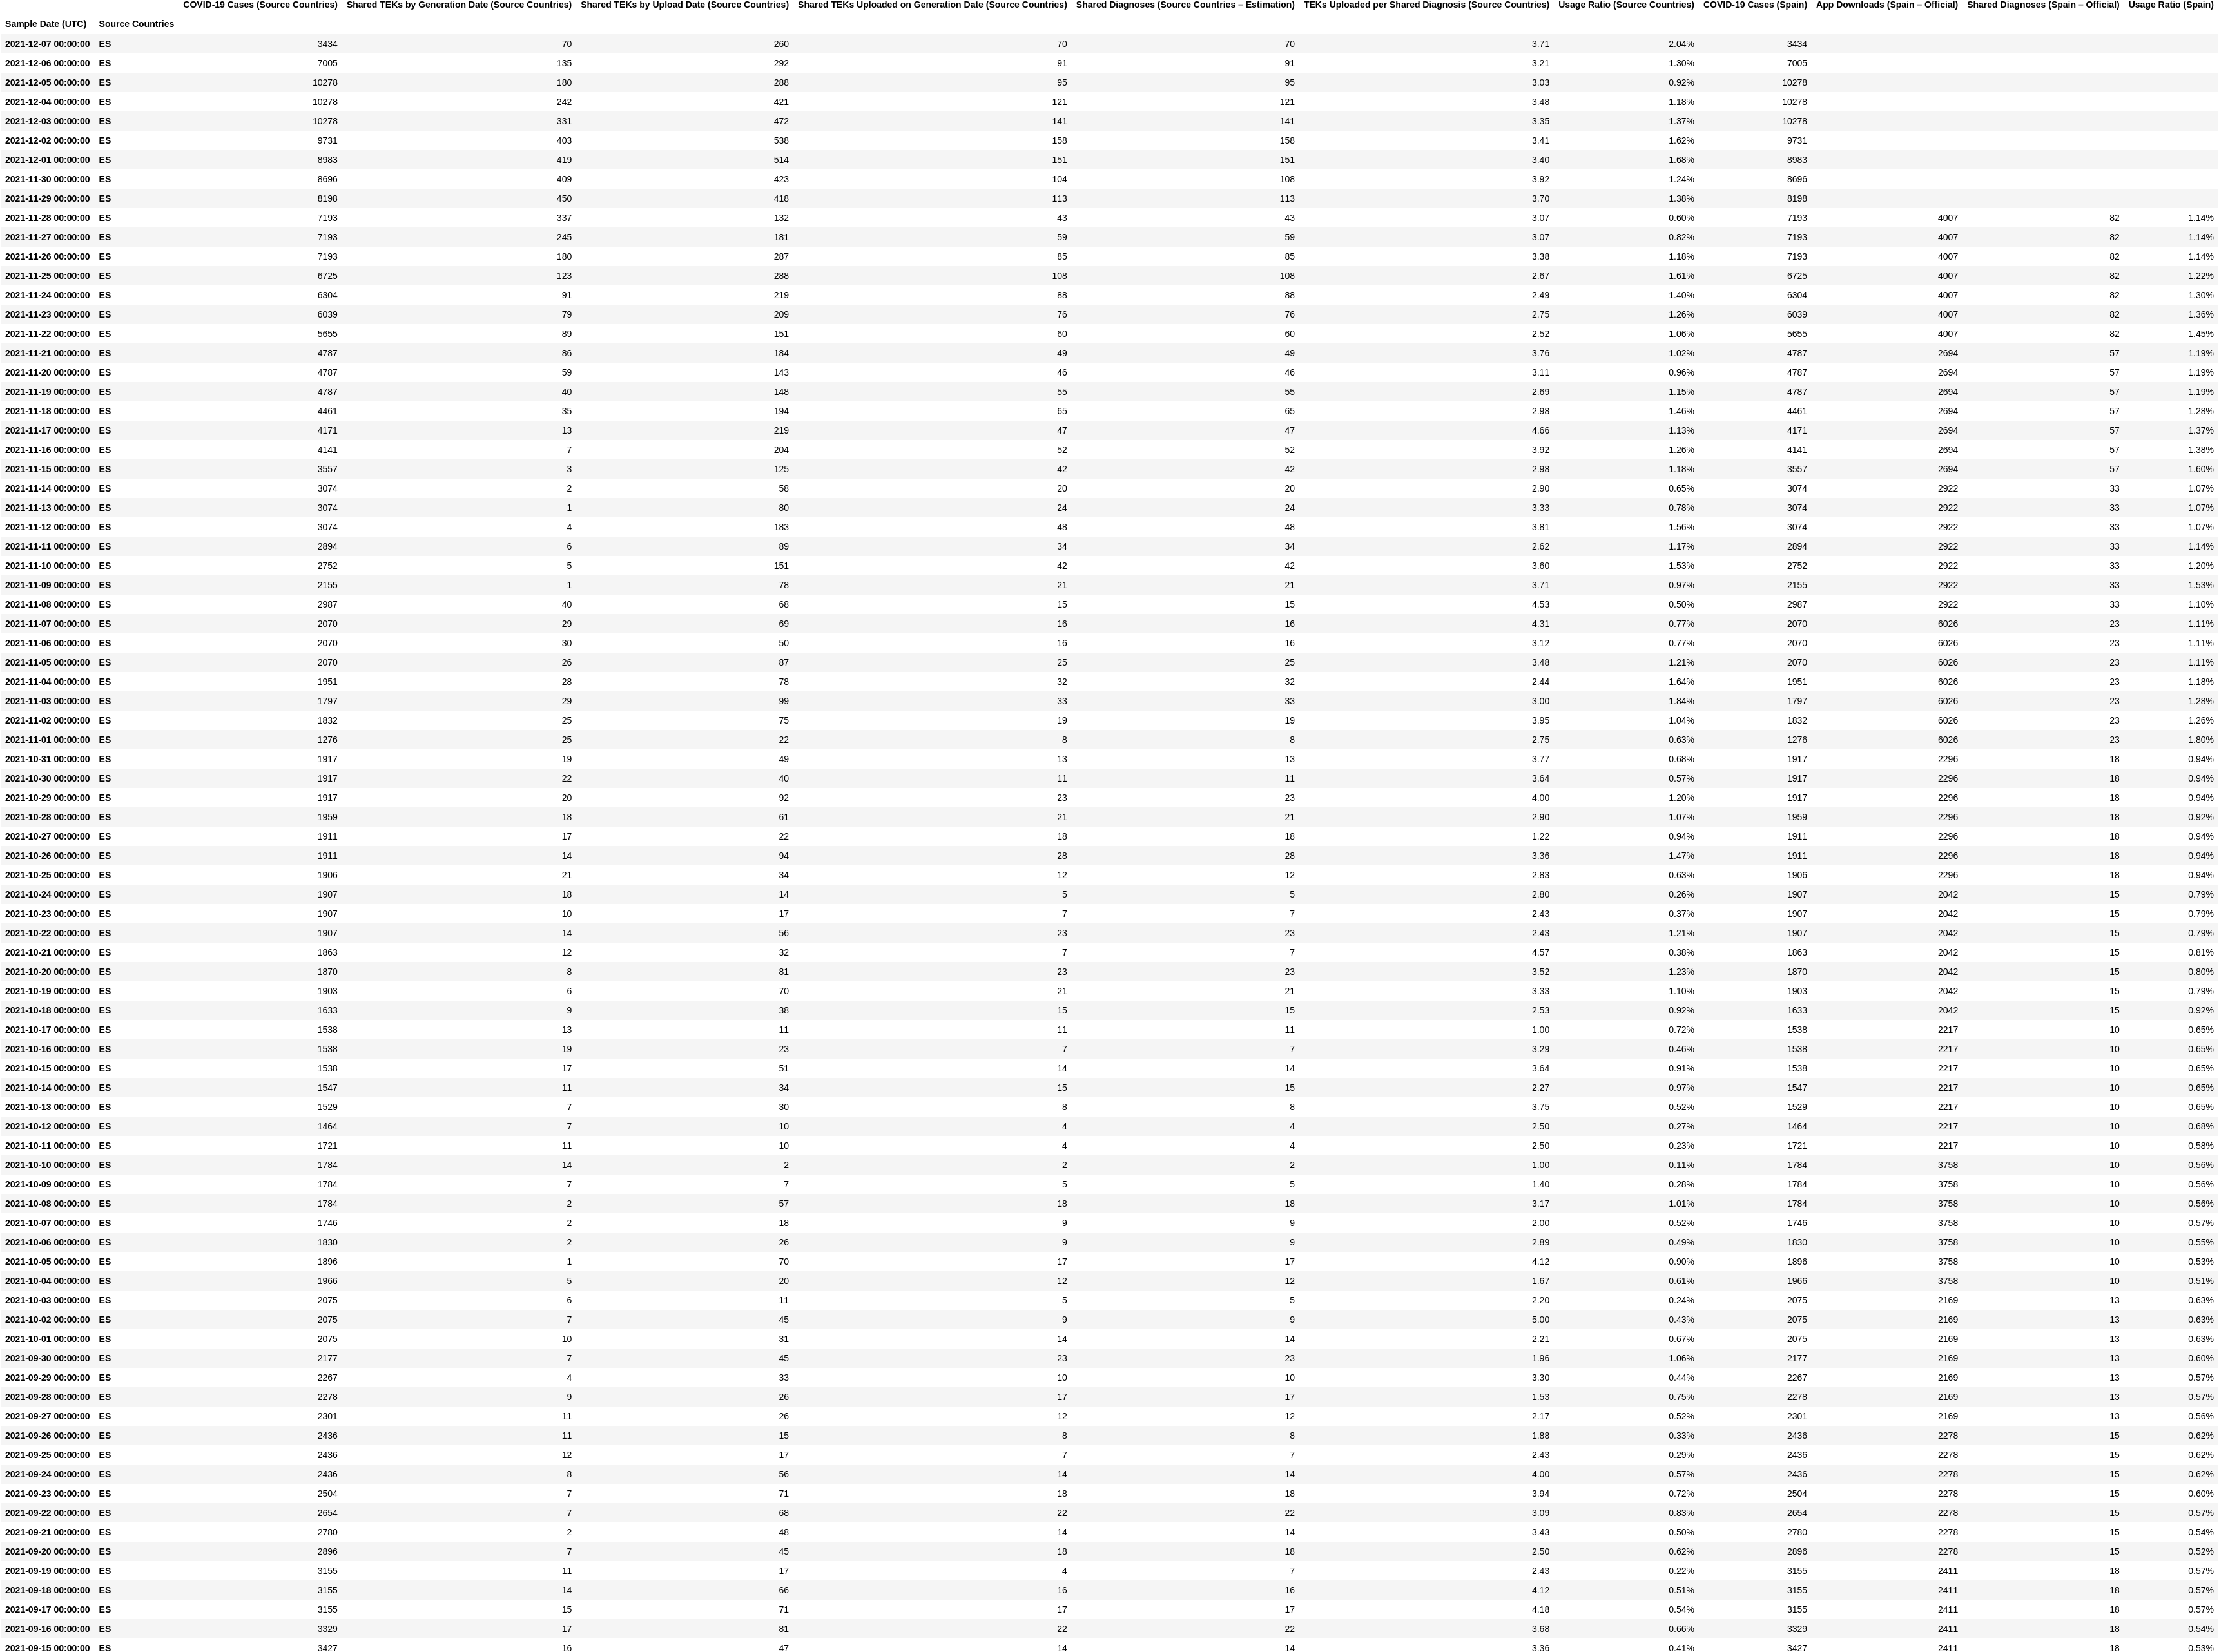 COVID-19 Cases (Source Countries) Shared TEKs by Generation Date (Source Countries) Shared TEKs by Upload Date (Source Countries) Shared TEKs Uploaded on Generation Date (Source Countries) Shared Diagnoses (Source Countries – Estimation) TEKs Uploaded per Shared Diagnosis (Source Countries) Usage Ratio (Source Countries) COVID-19 Cases (Spain) App Downloads (Spain – Official) Shared Diagnoses (Spain – Official) Usage Ratio (Spain)
Sample Date (UTC) Source Countries
2021-12-07 00:00:00 ES 3434 70 260 70 70 3.71 2.04% 3434
2021-12-06 00:00:00 ES 7005 135 292 91 91 3.21 1.30% 7005
2021-12-05 00:00:00 ES 10278 180 288 95 95 3.03 0.92% 10278
2021-12-04 00:00:00 ES 10278 242 421 121 121 3.48 1.18% 10278
2021-12-03 00:00:00 ES 10278 331 472 141 141 3.35 1.37% 10278
2021-12-02 00:00:00 ES 9731 403 538 158 158 3.41 1.62% 9731
2021-12-01 00:00:00 ES 8983 419 514 151 151 3.40 1.68% 8983
2021-11-30 00:00:00 ES 8696 409 423 104 108 3.92 1.24% 8696
2021-11-29 00:00:00 ES 8198 450 418 113 113 3.70 1.38% 8198
2021-11-28 00:00:00 ES 7193 337 132 43 43 3.07 0.60% 7193 4007 82 1.14%
2021-11-27 00:00:00 ES 7193 245 181 59 59 3.07 0.82% 7193 4007 82 1.14%
2021-11-26 00:00:00 ES 7193 180 287 85 85 3.38 1.18% 7193 4007 82 1.14%
2021-11-25 00:00:00 ES 6725 123 288 108 108 2.67 1.61% 6725 4007 82 1.22%
2021-11-24 00:00:00 ES 6304 91 219 88 88 2.49 1.40% 6304 4007 82 1.30%
2021-11-23 00:00:00 ES 6039 79 209 76 76 2.75 1.26% 6039 4007 82 1.36%
2021-11-22 00:00:00 ES 5655 89 151 60 60 2.52 1.06% 5655 4007 82 1.45%
2021-11-21 00:00:00 ES 4787 86 184 49 49 3.76 1.02% 4787 2694 57 1.19%
2021-11-20 00:00:00 ES 4787 59 143 46 46 3.11 0.96% 4787 2694 57 1.19%
2021-11-19 00:00:00 ES 4787 40 148 55 55 2.69 1.15% 4787 2694 57 1.19%
2021-11-18 00:00:00 ES 4461 35 194 65 65 2.98 1.46% 4461 2694 57 1.28%
2021-11-17 00:00:00 ES 4171 13 219 47 47 4.66 1.13% 4171 2694 57 1.37%
2021-11-16 00:00:00 ES 4141 7 204 52 52 3.92 1.26% 4141 2694 57 1.38%
2021-11-15 00:00:00 ES 3557 3 125 42 42 2.98 1.18% 3557 2694 57 1.60%
2021-11-14 00:00:00 ES 3074 2 58 20 20 2.90 0.65% 3074 2922 33 1.07%
2021-11-13 00:00:00 ES 3074 1 80 24 24 3.33 0.78% 3074 2922 33 1.07%
2021-11-12 00:00:00 ES 3074 4 183 48 48 3.81 1.56% 3074 2922 33 1.07%
2021-11-11 00:00:00 ES 2894 6 89 34 34 2.62 1.17% 2894 2922 33 1.14%
2021-11-10 00:00:00 ES 2752 5 151 42 42 3.60 1.53% 2752 2922 33 1.20%
2021-11-09 00:00:00 ES 2155 1 78 21 21 3.71 0.97% 2155 2922 33 1.53%
2021-11-08 00:00:00 ES 2987 40 68 15 15 4.53 0.50% 2987 2922 33 1.10%
2021-11-07 00:00:00 ES 2070 29 69 16 16 4.31 0.77% 2070 6026 23 1.11%
2021-11-06 00:00:00 ES 2070 30 50 16 16 3.12 0.77% 2070 6026 23 1.11%
2021-11-05 00:00:00 ES 2070 26 87 25 25 3.48 1.21% 2070 6026 23 1.11%
2021-11-04 00:00:00 ES 1951 28 78 32 32 2.44 1.64% 1951 6026 23 1.18%
2021-11-03 00:00:00 ES 1797 29 99 33 33 3.00 1.84% 1797 6026 23 1.28%
2021-11-02 00:00:00 ES 1832 25 75 19 19 3.95 1.04% 1832 6026 23 1.26%
2021-11-01 00:00:00 ES 1276 25 22 8 8 2.75 0.63% 1276 6026 23 1.80%
2021-10-31 00:00:00 ES 1917 19 49 13 13 3.77 0.68% 1917 2296 18 0.94%
2021-10-30 00:00:00 ES 1917 22 40 11 11 3.64 0.57% 1917 2296 18 0.94%
2021-10-29 00:00:00 ES 1917 20 92 23 23 4.00 1.20% 1917 2296 18 0.94%
2021-10-28 00:00:00 ES 1959 18 61 21 21 2.90 1.07% 1959 2296 18 0.92%
2021-10-27 00:00:00 ES 1911 17 22 18 18 1.22 0.94% 1911 2296 18 0.94%
2021-10-26 00:00:00 ES 1911 14 94 28 28 3.36 1.47% 1911 2296 18 0.94%
2021-10-25 00:00:00 ES 1906 21 34 12 12 2.83 0.63% 1906 2296 18 0.94%
2021-10-24 00:00:00 ES 1907 18 14 5 5 2.80 0.26% 1907 2042 15 0.79%
2021-10-23 00:00:00 ES 1907 10 17 7 7 2.43 0.37% 1907 2042 15 0.79%
2021-10-22 00:00:00 ES 1907 14 56 23 23 2.43 1.21% 1907 2042 15 0.79%
2021-10-21 00:00:00 ES 1863 12 32 7 7 4.57 0.38% 1863 2042 15 0.81%
2021-10-20 00:00:00 ES 1870 8 81 23 23 3.52 1.23% 1870 2042 15 0.80%
2021-10-19 00:00:00 ES 1903 6 70 21 21 3.33 1.10% 1903 2042 15 0.79%
2021-10-18 00:00:00 ES 1633 9 38 15 15 2.53 0.92% 1633 2042 15 0.92%
2021-10-17 00:00:00 ES 1538 13 11 11 11 1.00 0.72% 1538 2217 10 0.65%
2021-10-16 00:00:00 ES 1538 19 23 7 7 3.29 0.46% 1538 2217 10 0.65%
2021-10-15 00:00:00 ES 1538 17 51 14 14 3.64 0.91% 1538 2217 10 0.65%
2021-10-14 00:00:00 ES 1547 11 34 15 15 2.27 0.97% 1547 2217 10 0.65%
2021-10-13 00:00:00 ES 1529 7 30 8 8 3.75 0.52% 1529 2217 10 0.65%
2021-10-12 00:00:00 ES 1464 7 10 4 4 2.50 0.27% 1464 2217 10 0.68%
2021-10-11 00:00:00 ES 1721 11 10 4 4 2.50 0.23% 1721 2217 10 0.58%
2021-10-10 00:00:00 ES 1784 14 2 2 2 1.00 0.11% 1784 3758 10 0.56%
2021-10-09 00:00:00 ES 1784 7 7 5 5 1.40 0.28% 1784 3758 10 0.56%
2021-10-08 00:00:00 ES 1784 2 57 18 18 3.17 1.01% 1784 3758 10 0.56%
2021-10-07 00:00:00 ES 1746 2 18 9 9 2.00 0.52% 1746 3758 10 0.57%
2021-10-06 00:00:00 ES 1830 2 26 9 9 2.89 0.49% 1830 3758 10 0.55%
2021-10-05 00:00:00 ES 1896 1 70 17 17 4.12 0.90% 1896 3758 10 0.53%
2021-10-04 00:00:00 ES 1966 5 20 12 12 1.67 0.61% 1966 3758 10 0.51%
2021-10-03 00:00:00 ES 2075 6 11 5 5 2.20 0.24% 2075 2169 13 0.63%
2021-10-02 00:00:00 ES 2075 7 45 9 9 5.00 0.43% 2075 2169 13 0.63%
2021-10-01 00:00:00 ES 2075 10 31 14 14 2.21 0.67% 2075 2169 13 0.63%
2021-09-30 00:00:00 ES 2177 7 45 23 23 1.96 1.06% 2177 2169 13 0.60%
2021-09-29 00:00:00 ES 2267 4 33 10 10 3.30 0.44% 2267 2169 13 0.57%
2021-09-28 00:00:00 ES 2278 9 26 17 17 1.53 0.75% 2278 2169 13 0.57%
2021-09-27 00:00:00 ES 2301 11 26 12 12 2.17 0.52% 2301 2169 13 0.56%
2021-09-26 00:00:00 ES 2436 11 15 8 8 1.88 0.33% 2436 2278 15 0.62%
2021-09-25 00:00:00 ES 2436 12 17 7 7 2.43 0.29% 2436 2278 15 0.62%
2021-09-24 00:00:00 ES 2436 8 56 14 14 4.00 0.57% 2436 2278 15 0.62%
2021-09-23 00:00:00 ES 2504 7 71 18 18 3.94 0.72% 2504 2278 15 0.60%
2021-09-22 00:00:00 ES 2654 7 68 22 22 3.09 0.83% 2654 2278 15 0.57%
2021-09-21 00:00:00 ES 2780 2 48 14 14 3.43 0.50% 2780 2278 15 0.54%
2021-09-20 00:00:00 ES 2896 7 45 18 18 2.50 0.62% 2896 2278 15 0.52%
2021-09-19 00:00:00 ES 3155 11 17 4 7 2.43 0.22% 3155 2411 18 0.57%
2021-09-18 00:00:00 ES 3155 14 66 16 16 4.12 0.51% 3155 2411 18 0.57%
2021-09-17 00:00:00 ES 3155 15 71 17 17 4.18 0.54% 3155 2411 18 0.57%
2021-09-16 00:00:00 ES 3329 17 81 22 22 3.68 0.66% 3329 2411 18 0.54%
2021-09-15 00:00:00 ES 3427 16 47 14 14 3.36 0.41% 3427 2411 18 0.53%